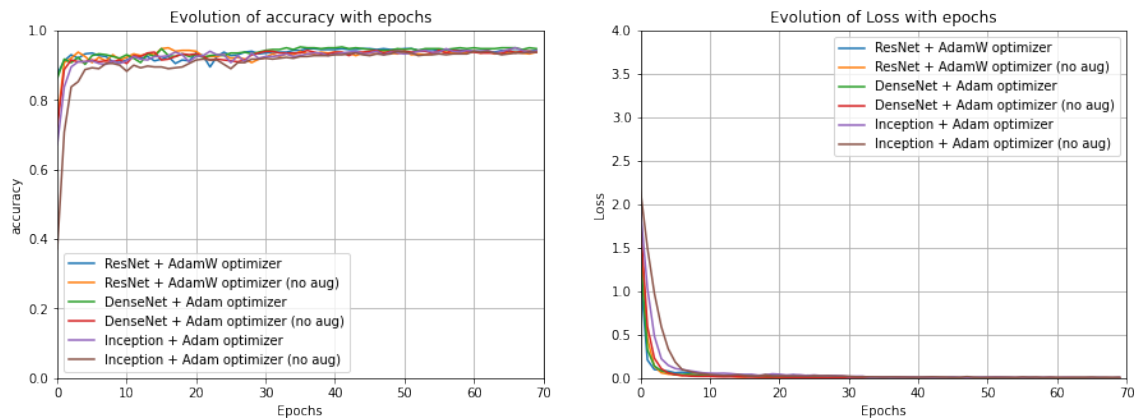 Evolution of accuracy with epochs
1.0
0.8
0.6
0.4
0.2
0.0
accuracy
ResNet + AdamW optimizer
ResNet + AdamW optimizer (no aug)
DenseNet + Adam optimizer
DenseNet + Adam optimizer (no aug)
Inception + Adam optimizer
Inception + Adam optimizer (no aug)
0 10 20 30 40 50 60 70
Epochs
Evolution of Loss with epochs
4.0
3.5
3.0
2.5
2.0
1.5
1.0
0.5
0.0
Loss
ResNet + AdamW optimizer
ResNet + AdamW optimizer (no aug)
DenseNet + Adam optimizer
DenseNet + Adam optimizer (no aug)
Inception + Adam optimizer
Inception + Adam optimizer (no aug)
0 10 20 30 40 50 60 70
Epochs